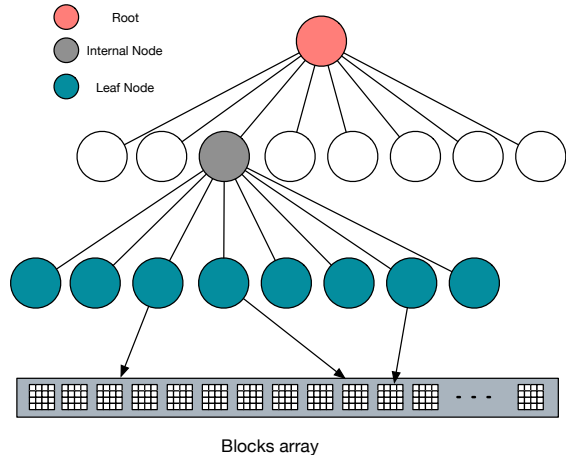 Root
Internal Node
Leaf Node
- - -
Blocks array